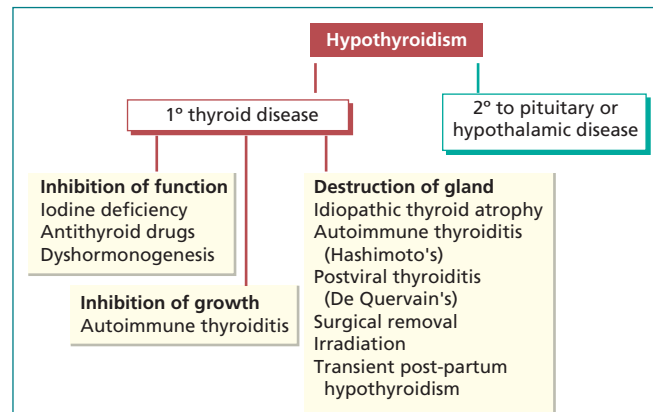 Hypothyroidism
1º thyroid disease
2º to pituitary or
hypothalamic disease
Inhibition of function
Iodine deficiency
Antithyroid drugs
Dyshormonogenesis
Inhibition of growth
Autoimmune thyroiditis
Destruction of gland
Idiopathic thyroid atrophy
Autoimmune thyroiditis
(Hashimoto's)
Postviral thyroiditis
(De Quervain's)
Surgical removal
Irradiation
Transient post-partum
hypothyroidism